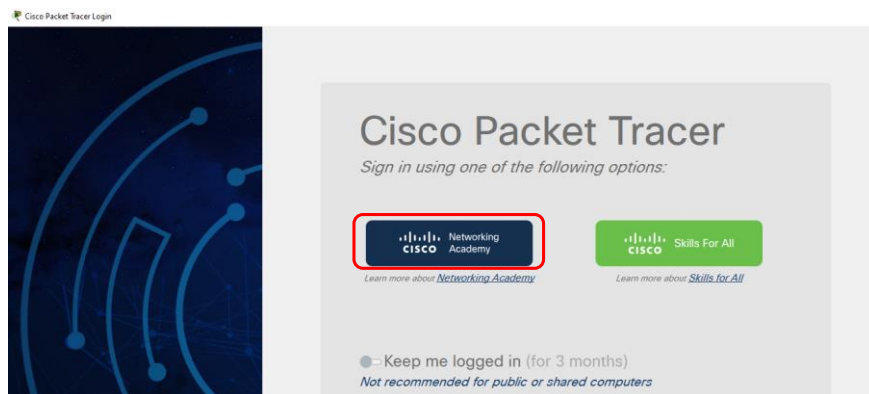 Cisco Packet Tracer Login
Cisco Packet Tracer
Sign in using one of the following options:
CISCO Networking Academy
CISCO Skills For All
Learn more about Networking Academy
Learn more about Skills for All
Keep me logged in (for 3 months)
Not recommended for public or shared computers